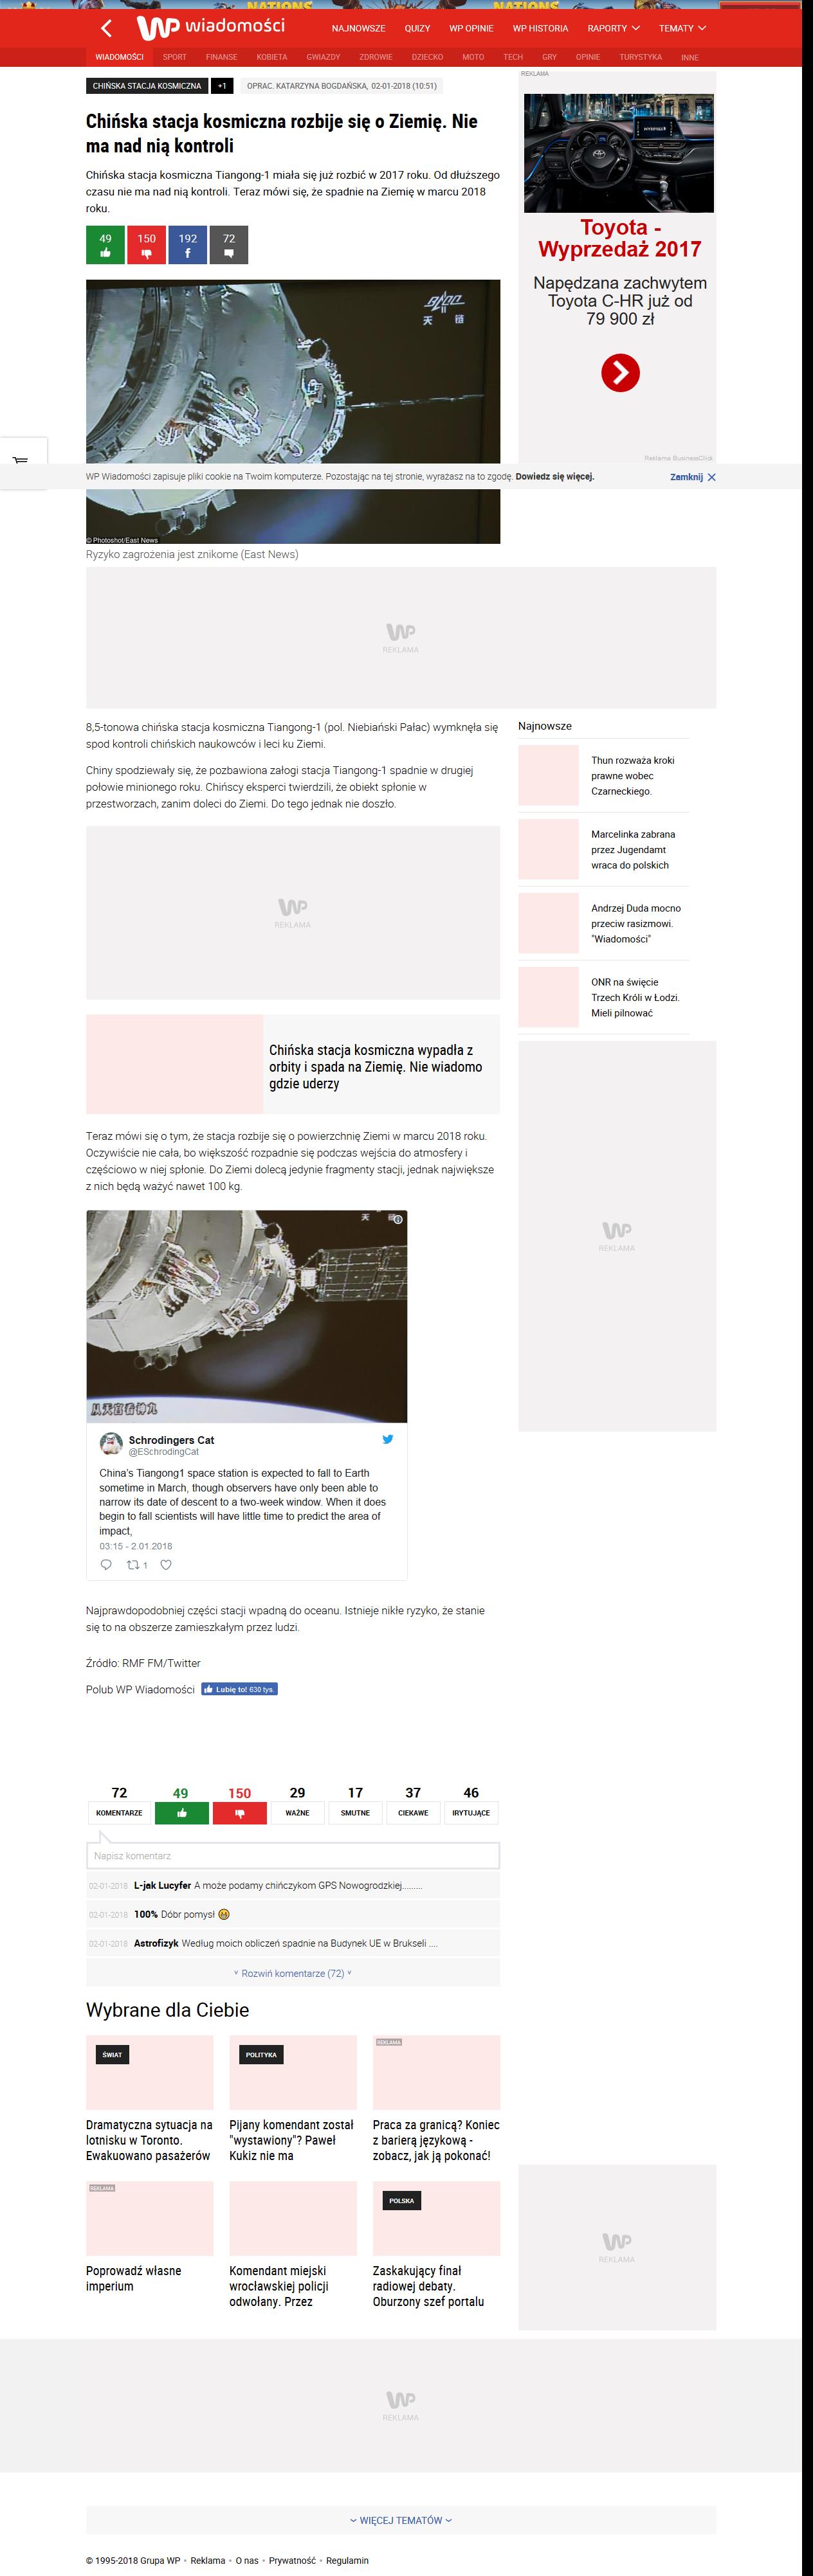 NATIONS NATIONS
WP wiadomości
NAJNOWSZE QUIZY WP OPINIE WP HISTORIA RAPORTY TEMATY
WIADOMOŚCI SPORT FINANSE KOBIETA GWIAZDY ZDROWIE DZIECKO MOTO TECH GRY OPINIE TURYSTYKA INNE
CHIŃSKA STACJA KOSMICZNA +1 OPRAC. KATARZYNA BOGDAŃSKA, 02-01-2018 (10:51)
Chińska stacja kosmiczna rozbije się o Ziemię. Nie
ma nad nią kontroli
Chińska stacja kosmiczna Tiangong-1 miała się już rozbić w 2017 roku. Od dłuższego
czasu nie ma nad nią kontroli. Teraz mówi się, że spadnie na Ziemię w marcu 2018
roku.
49 150 192 72
f
天 链
REKLAMA
Toyota -
Wyprzedaż 2017
Napędzana zachwytem
Toyota C-HR już od
79 900 zł
Reklama BusinessClick
WP Wiadomości zapisuje pliki cookie na Twoim komputerze. Pozostając na tej stronie, wyrażasz na to zgodę. Dowiedz się więcej. Zamknij
© Photoshot/East News
Ryzyko zagrożenia jest znikome (East News)
WP
REKLAMA
8,5-tonowa chińska stacja kosmiczna Tiangong-1 (pol. Niebiański Pałac) wymknęła się
spod kontroli chińskich naukowców i leci ku Ziemi.
Chiny spodziewały się, że pozbawiona załogi stacja Tiangong-1 spadnie w drugiej
połowie minionego roku. Chińscy eksperci twierdzili, że obiekt spłonie w
przestworzach, zanim doleci do Ziemi. Do tego jednak nie doszło.
WP
REKLAMA
Chińska stacja kosmiczna wypadła z
orbity i spada na Ziemię. Nie wiadomo
gdzie uderzy
Teraz mówi się o tym, że stacja rozbije się o powierzchnię Ziemi w marcu 2018 roku.
Oczywiście nie cała, bo większość rozpadnie się podczas wejścia do atmosfery i
częściowo w niej spłonie. Do Ziemi dolecą jedynie fragmenty stacji, jednak największe
z nich będą ważyć nawet 100 kg.
Najnowsze
Thun rozważa kroki
prawne wobec
Czarneckiego.
Marcelinka zabrana
przez Jugendamt
wraca do polskich
Andrzej Duda mocno
przeciw rasizmowi.
"Wiadomości"
ONR na święcie
Trzech Króli w Łodzi.
Mieli pilnować
WP
REKLAMA
天
从天宫看神九
Schrodingers Cat
@ESchrodingCat
China's Tiangong1 space station is expected to fall to Earth
sometime in March, though observers have only been able to
narrow its date of descent to a two-week window. When it does
begin to fall scientists will have little time to predict the area of
impact,
03:15 - 2.01.2018
1
Najprawdopodobniej części stacji wpadną do oceanu. Istnieje nikłe ryzyko, że stanie
się to na obszerze zamieszkałym przez ludzi.
Źródło: RMF FM/Twitter
Polub WP Wiadomości Lubię to! 630 tys.
72 49 150 29 17 37 46
KOMENTARZE WAŻNE SMUTNE CIEKAWE IRYTUJĄCE
Napisz komentarz
02-01-2018 L-jak Lucyfer A może podamy chińczykom GPS Nowogrodzkiej.........
02-01-2018 100% Dóbr pomysł
02-01-2018 Astrofizyk Według moich obliczeń spadnie na Budynek UE w Brukseli ....
˅ Rozwiń komentarze (72) ˅
Wybrane dla Ciebie
ŚWIAT
Dramatyczna sytuacja na
lotnisku w Toronto.
Ewakuowano pasażerów
POLITYKA
Pijany komendant został
"wystawiony"? Paweł
Kukiz nie ma
REKLAMA
Praca za granicą? Koniec
z barierą językową -
zobacz, jak ją pokonać!
REKLAMA
Poprowadź własne
imperium
Komendant miejski
wrocławskiej policji
odwołany. Przez
POLSKA
Zaskakujący finał
radiowej debaty.
Oburzony szef portalu
WP
REKLAMA
WP
REKLAMA
WIĘCEJ TEMATÓW
© 1995-2018 Grupa WP • Reklama • O nas • Prywatność • Regulamin